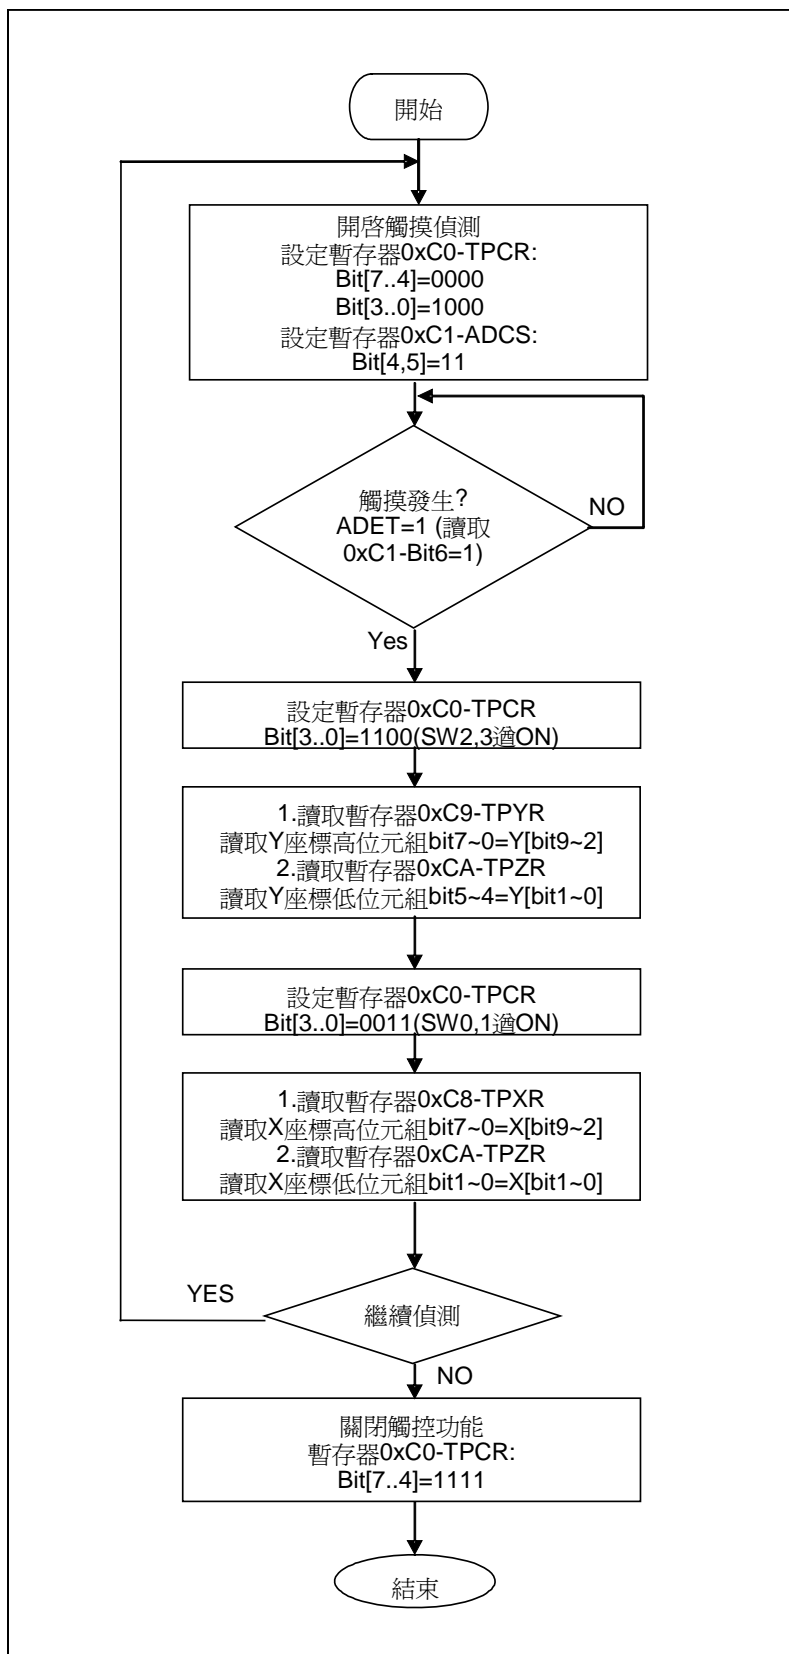 開始
開啓觸摸偵測
設定暫存器0xC0-TPCR:
Bit[7..4]=0000
Bit[3..0]=1000
設定暫存器0xC1-ADCS:
Bit[4,5]=11
觸摸發生?
ADET=1 (讀取
0xC1-Bit6=1)
NO
Yes
設定暫存器0xC0-TPCR
Bit[3..0]=1100(SW2,3遒ON)
1.讀取暫存器0xC9-TPYR
讀取Y座標高位元組bit7~0=Y[bit9~2]
2.讀取暫存器0xCA-TPZR
讀取Y座標低位元組bit5~4=Y[bit1~0]
設定暫存器0xC0-TPCR
Bit[3..0]=0011(SW0,1遒ON)
1.讀取暫存器0xC8-TPXR
讀取X座標高位元組bit7~0=X[bit9~2]
2.讀取暫存器0xCA-TPZR
讀取X座標低位元組bit1~0=X[bit1~0]
YES
繼續偵測
NO
關閉觸控功能
暫存器0xC0-TPCR:
Bit[7..4]=1111
結束